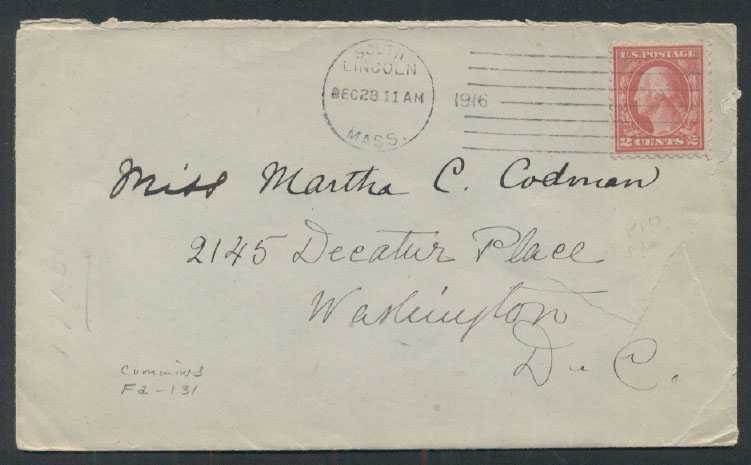 SOUTH
LINCOLN
DEC 28 11 AM
1916
MASS.
U.S. POSTAGE
2 CENTS 2
Miss Martha C. Codman
2145 Decatur Place
Washington
D. C.
Cummins
Fa-131